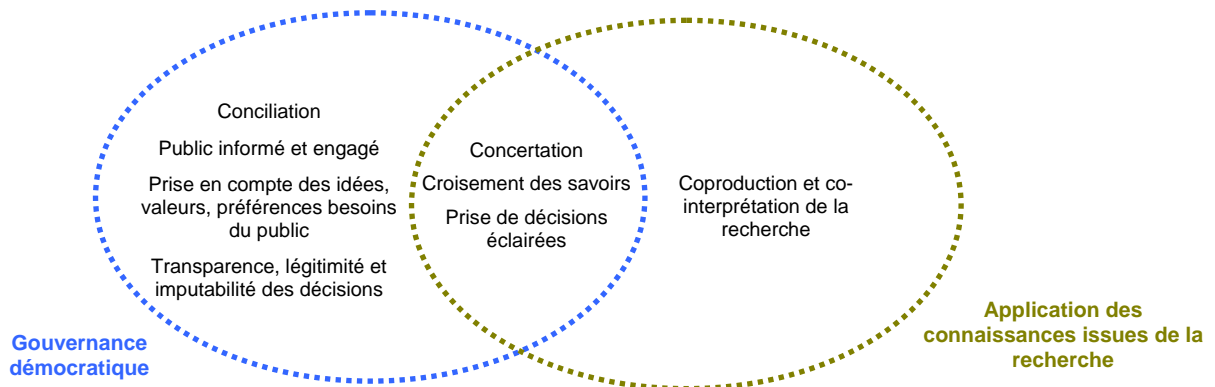 Conciliation
Public informé et engagé
Prise en compte des idées,
valeurs, préférences besoins
du public
Transparence, légitimité et
imputabilité des décisions
Concertation
Croisement des savoirs
Prise de décisions
éclairées
Coproduction et co-
interprétation de la
recherche
Gouvernance
démocratique
Application des
connaissances issues de la
recherche